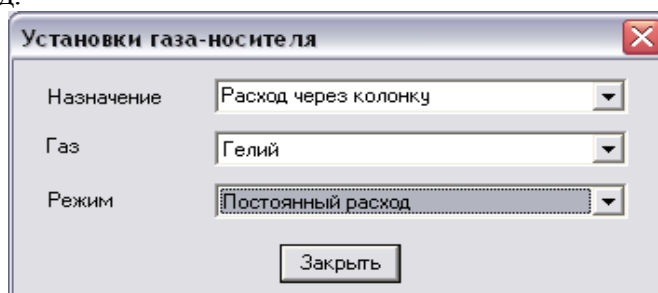 Установки газа-носителя
Назначение Расход через колонку
Газ Гелий
Режим Постоянный расход
Закрыть